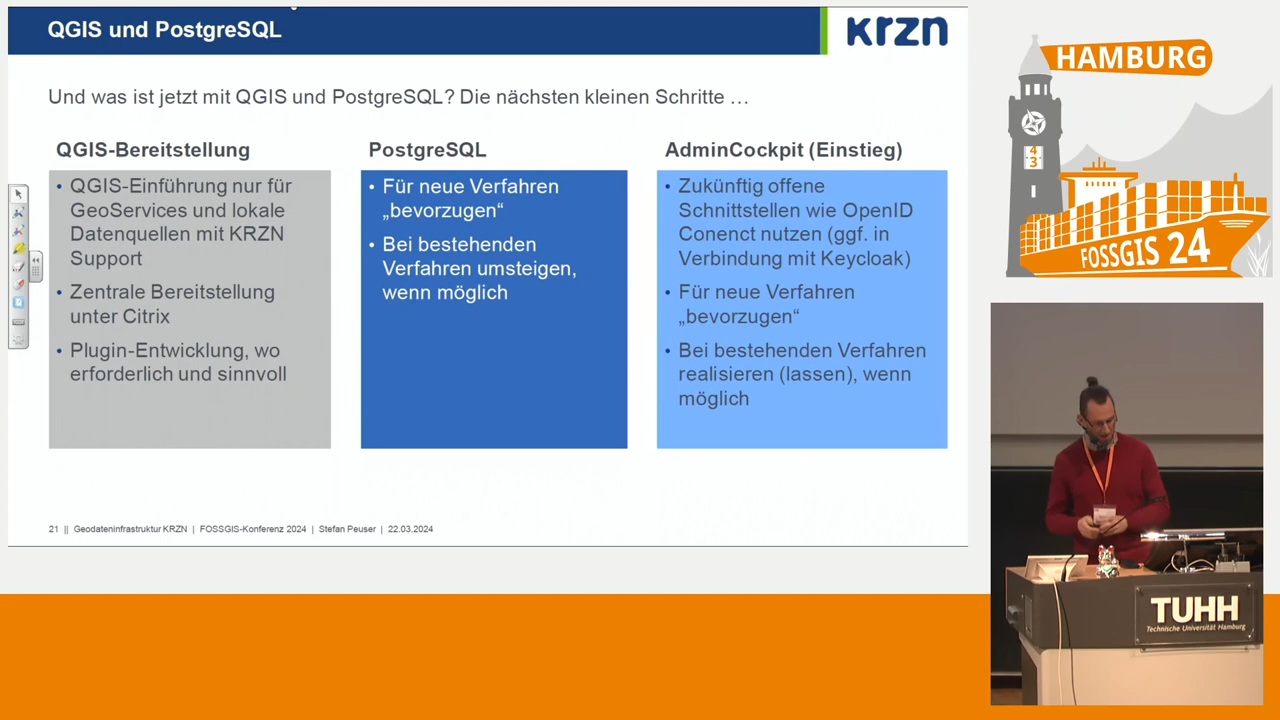 QGIS und PostgreSQL
krzn
Und was ist jetzt mit QGIS und PostgreSQL? Die nächsten kleinen Schritte …
QGIS-Bereitstellung
• QGIS-Einführung nur für
GeoServices und lokale
Datenquellen mit KRZN
Support
• Zentrale Bereitstellung
unter Citrix
• Plugin-Entwicklung, wo
erforderlich und sinnvoll
PostgreSQL
• Für neue Verfahren
„bevorzugen“
• Bei bestehenden
Verfahren umsteigen,
wenn möglich
AdminCockpit (Einstieg)
• Zukünftig offene
Schnittstellen wie OpenID
Conenct nutzen (ggf. in
Verbindung mit Keycloak)
• Für neue Verfahren
„bevorzugen“
• Bei bestehenden Verfahren
realisieren (lassen), wenn
möglich
21 || Geodateninfrastruktur KRZN | FOSSGIS-Konferenz 2024 | Stefan Peuser | 22.03.2024
HAMBURG
4
3
FOSSGIS 24
TUHH
Technische Universität Hamburg